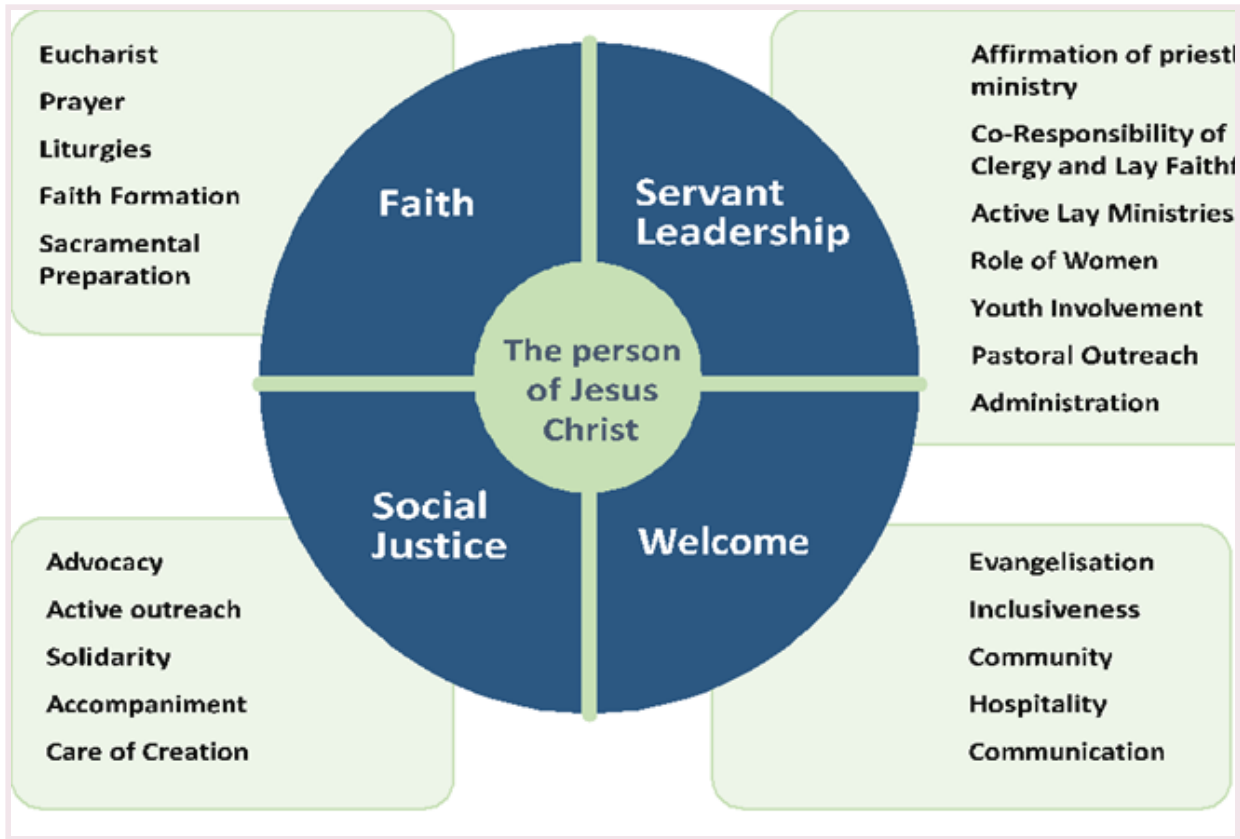 Eucharist
Prayer
Liturgies
Faith Formation
Sacramental
Preparation
Faith
Servant
Leadership
Affirmation of priestl
ministry
Co-Responsibility of
Clergy and Lay Faithf
Active Lay Ministries
Role of Women
Youth Involvement
Pastoral Outreach
Administration
The person
of Jesus
Christ
Social
Justice
Welcome
Advocacy
Active outreach
Solidarity
Accompaniment
Care of Creation
Evangelisation
Inclusiveness
Community
Hospitality
Communication